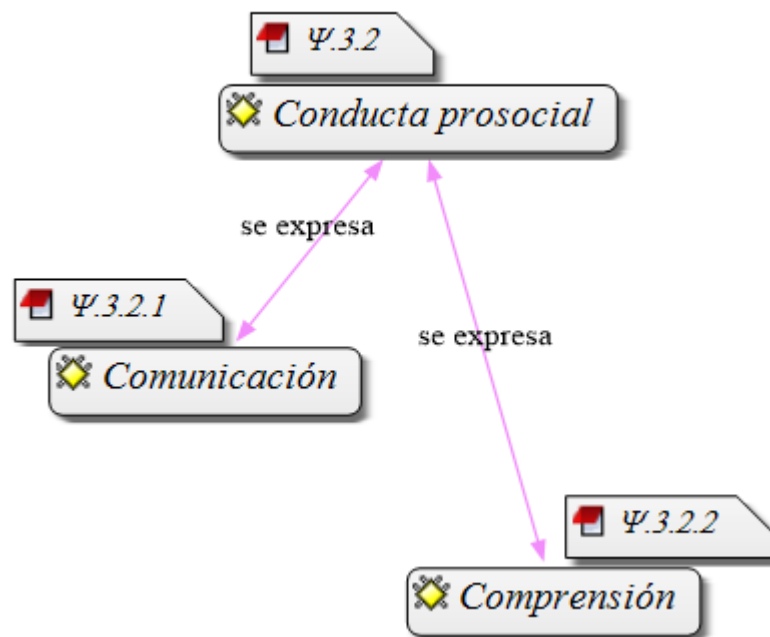 Ψ.3.2
Conducta prosocial
se expresa
Ψ.3.2.1
Comunicación
se expresa
Ψ.3.2.2
Comprensión